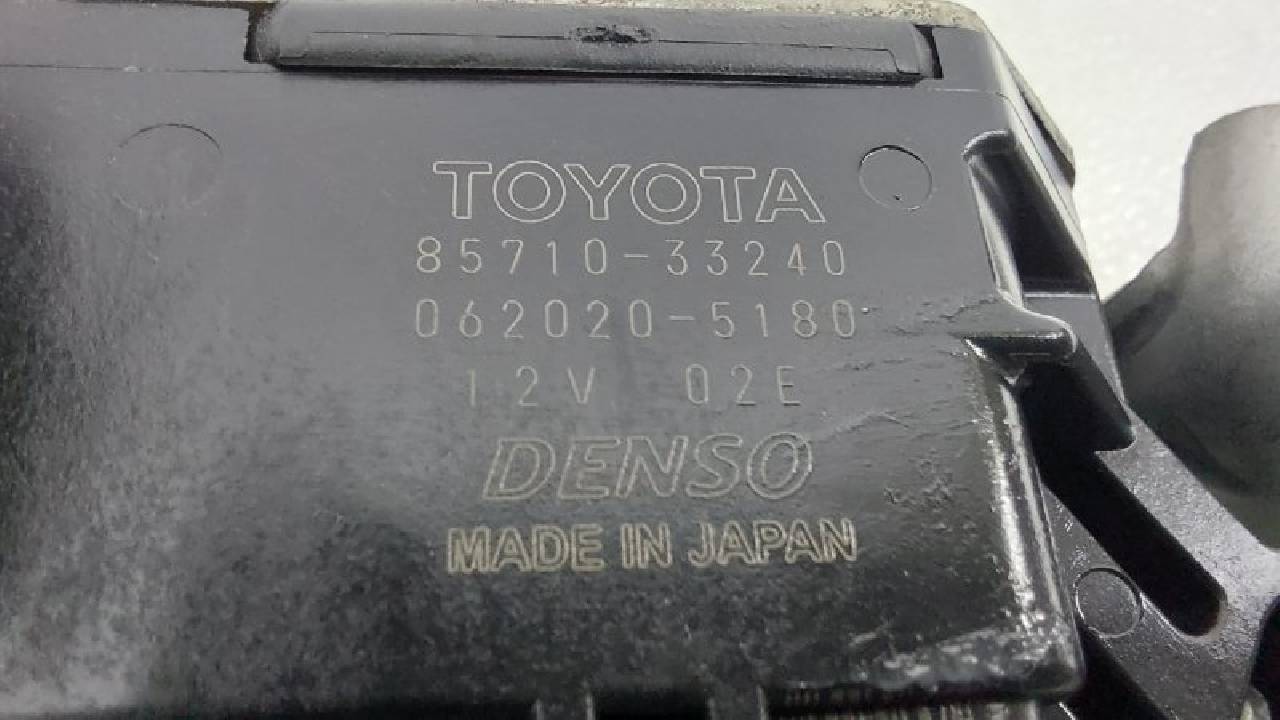 TOYOTA
85710-33240
062020-5180
12V 02E
DENSO
MADE IN JAPAN